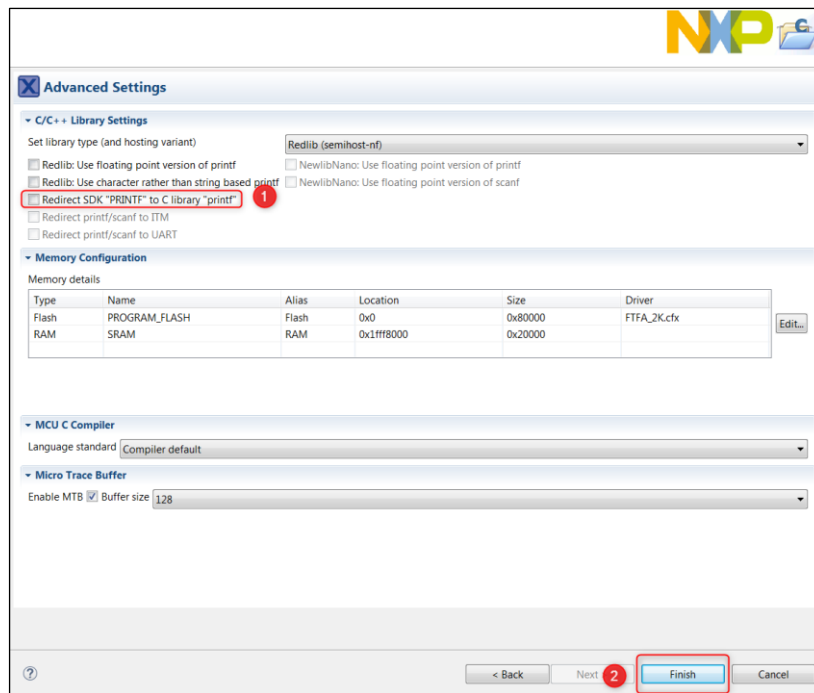 NXP
C
X Advanced Settings
C/C++ Library Settings
Set library type (and hosting variant) Redlib (semihost-nf)
Redlib: Use floating point version of printf NewlibNano: Use floating point version of printf
Redlib: Use character rather than string based printf NewlibNano: Use floating point version of scanf
Redirect SDK "PRINTF" to C library "printf" 1
Redirect printf/scanf to ITM
Redirect printf/scanf to UART
Memory Configuration
Memory details
Type Name Alias Location Size Driver
Flash PROGRAM_FLASH Flash 0x0 0x80000 FTFA_2K.cfx
Edit...
RAM SRAM RAM 0x1fff8000 0x20000
MCU C Compiler
Language standard Compiler default
Micro Trace Buffer
Enable MTB Buffer size 128
? < Back Next 2 Finish Cancel